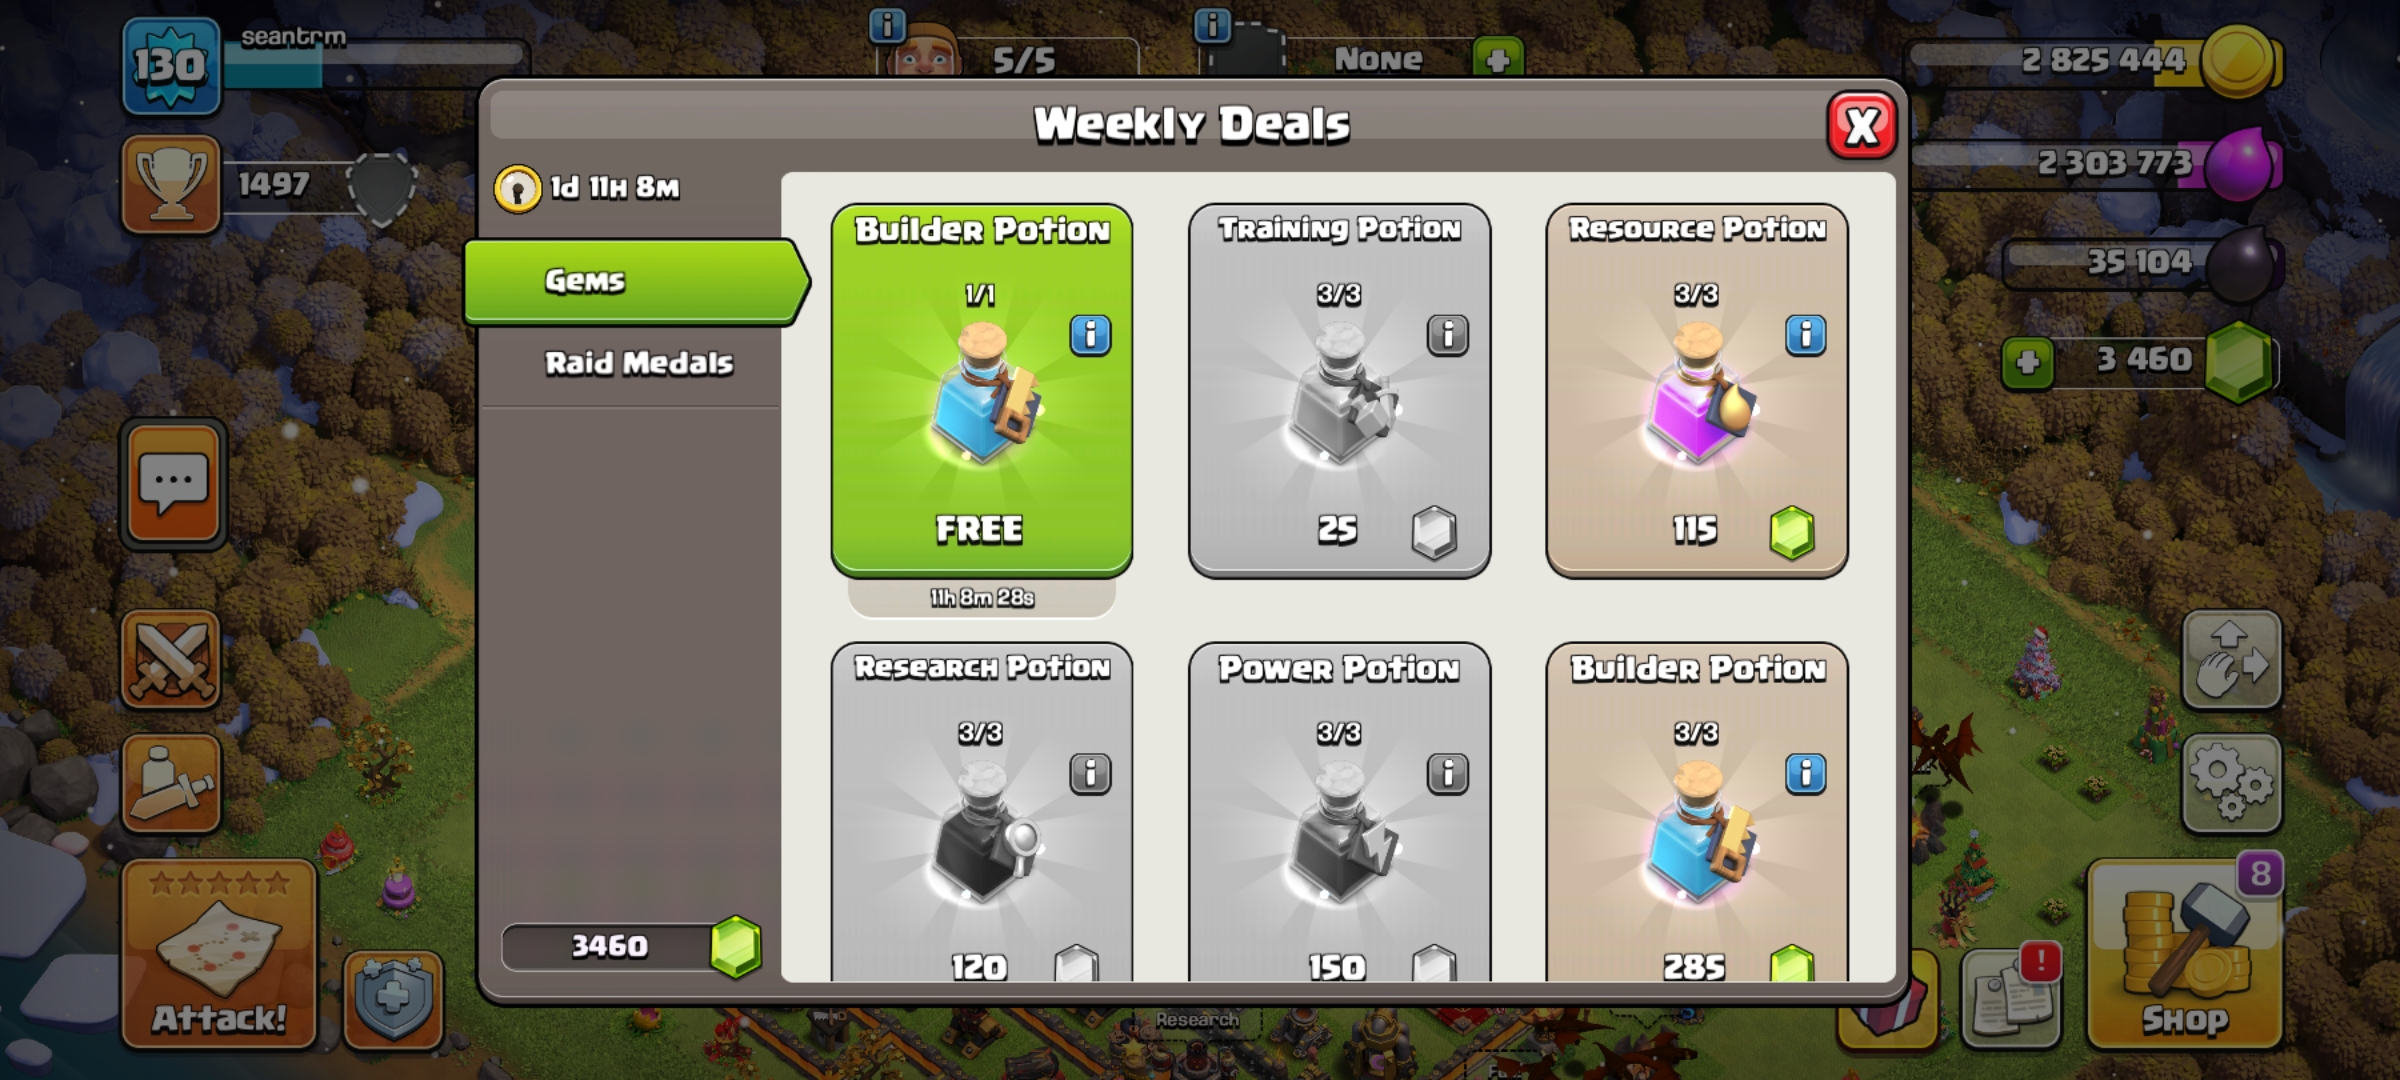 130
seantrm
5/5
None
2 825 444
1497
2 303 773
35 104
3 460
Weekly Deals
X
1d 11h 8m
Gems
Raid Medals
3460
Builder Potion
1/1
FREE
11h 8m 28s
Training Potion
3/3
25
Resource Potion
3/3
115
Research Potion
3/3
120
Power Potion
3/3
150
Builder Potion
3/3
285
Attack!
Research
8
!
Shop